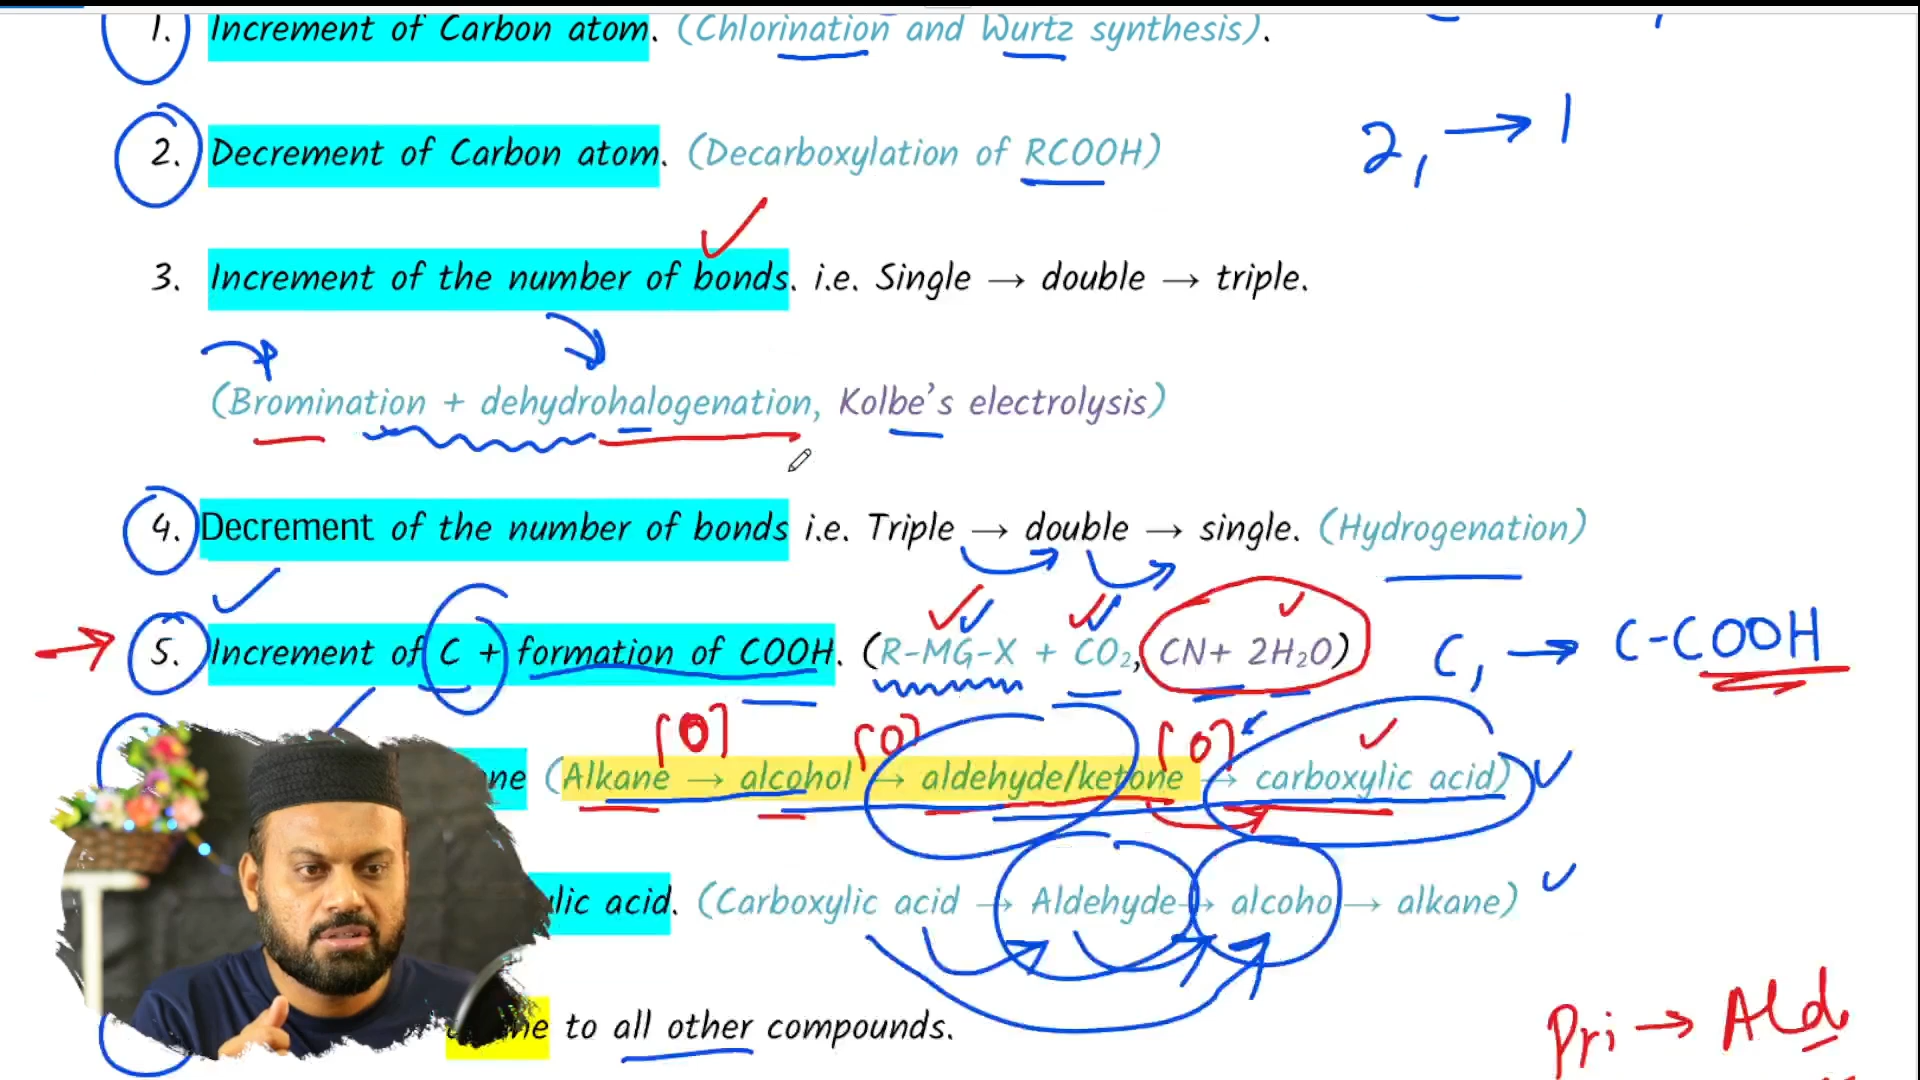 1. Increment of Carbon atom. (Chlorination and Wurtz synthesis).
2. Decrement of Carbon atom. (Decarboxylation of RCOOH)
2, → 1
3. Increment of the number of bonds. i.e. Single → double → triple.
(Bromination + dehydrohalogenation, Kolbe's electrolysis)
4. Decrement of the number of bonds i.e. Triple → double → single. (Hydrogenation)
5. Increment of C + formation of COOH. (R-MG-X + CO₂, CN+ 2H₂O)
C, → C-COOH
[O] [O] [O]
ne (Alkane → alcohol → aldehyde/ketone → carboxylic acid)
lic acid. (Carboxylic acid → Aldehyde → alcoho → alkane)
ne to all other compounds.
Pri → Ald